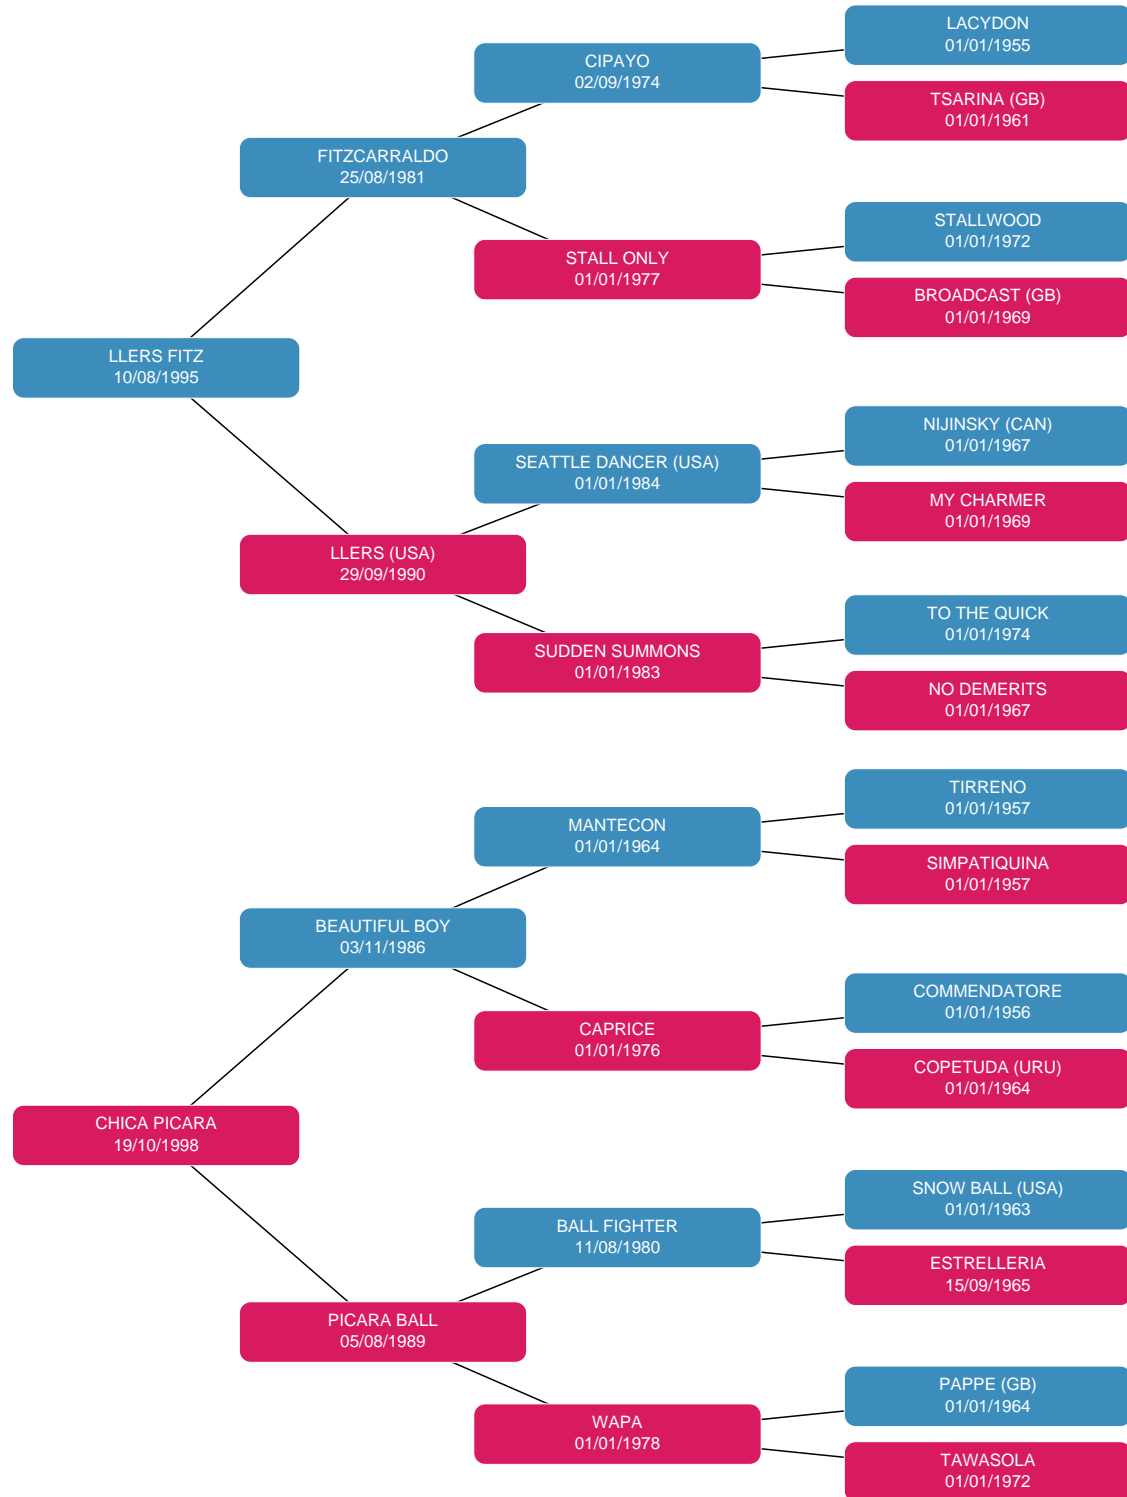 LACYDON
01/01/1955
CIPAYO
02/09/1974
TSARINA (GB)
01/01/1961
FITZCARRALDO
25/08/1981
STALLWOOD
01/01/1972
STALL ONLY
01/01/1977
BROADCAST (GB)
01/01/1969
LLERS FITZ
10/08/1995
NIJINSKY (CAN)
01/01/1967
SEATTLE DANCER (USA)
01/01/1984
MY CHARMER
01/01/1969
LLERS (USA)
29/09/1990
TO THE QUICK
01/01/1974
SUDDEN SUMMONS
01/01/1983
NO DEMERITS
01/01/1967
TIRRENO
01/01/1957
MANTECON
01/01/1964
SIMPATIQUINA
01/01/1957
BEAUTIFUL BOY
03/11/1986
COMMENDATORE
01/01/1956
CAPRICE
01/01/1976
COPETUDA (URU)
01/01/1964
CHICA PICARA
19/10/1998
SNOW BALL (USA)
01/01/1963
BALL FIGHTER
11/08/1980
ESTRELLERIA
15/09/1965
PICARA BALL
05/08/1989
PAPPE (GB)
01/01/1964
WAPA
01/01/1978
TAWASOLA
01/01/1972